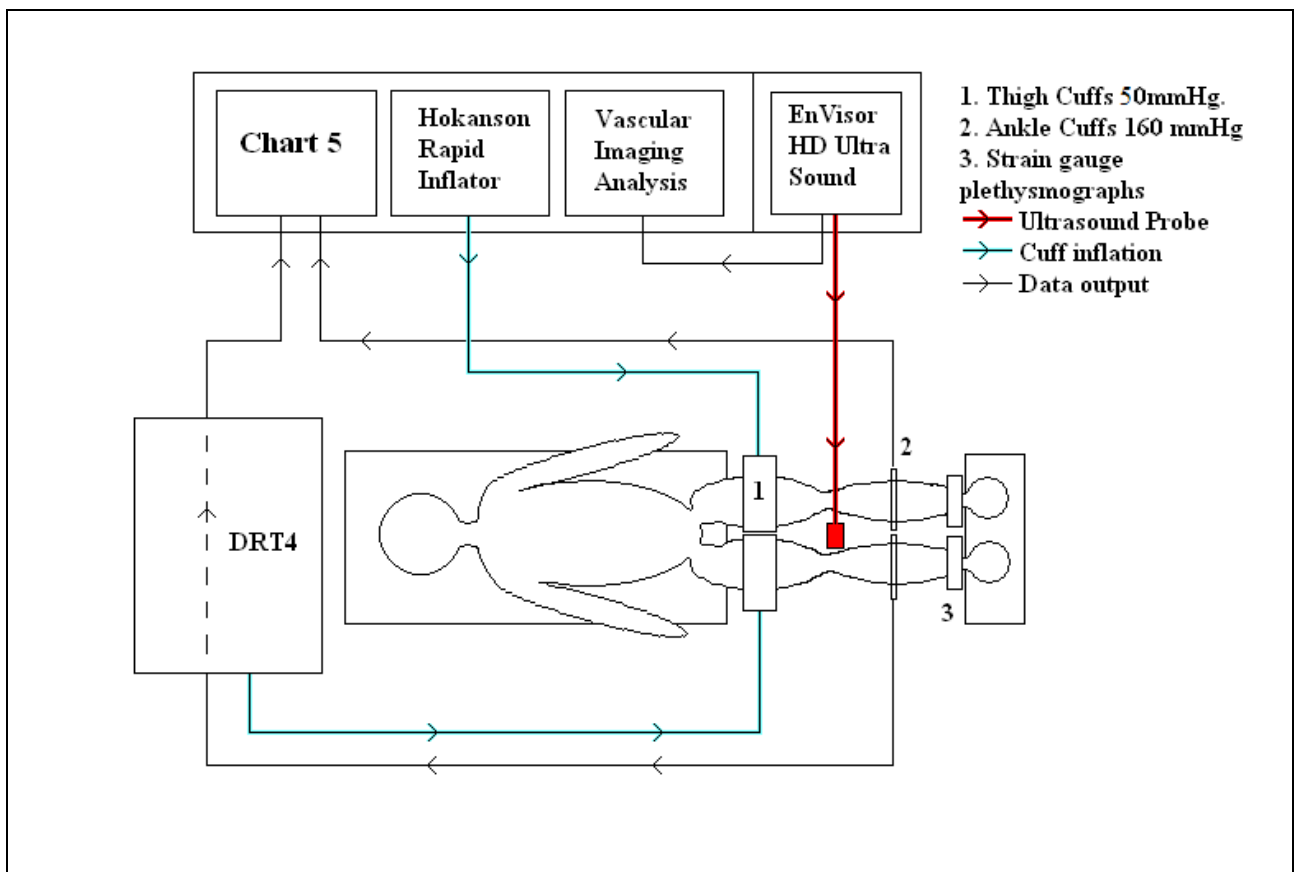 Chart 5
Hokanson
Rapid
Inflator
Vascular
Imaging
Analysis
EnVisor
HD Ultra
Sound
1. Thigh Cuffs 50mmHg.
2. Ankle Cuffs 160 mmHg
3. Strain gauge
plethysmographs
Ultrasound Probe
Cuff inflation
Data output
DRT4
1
2
3